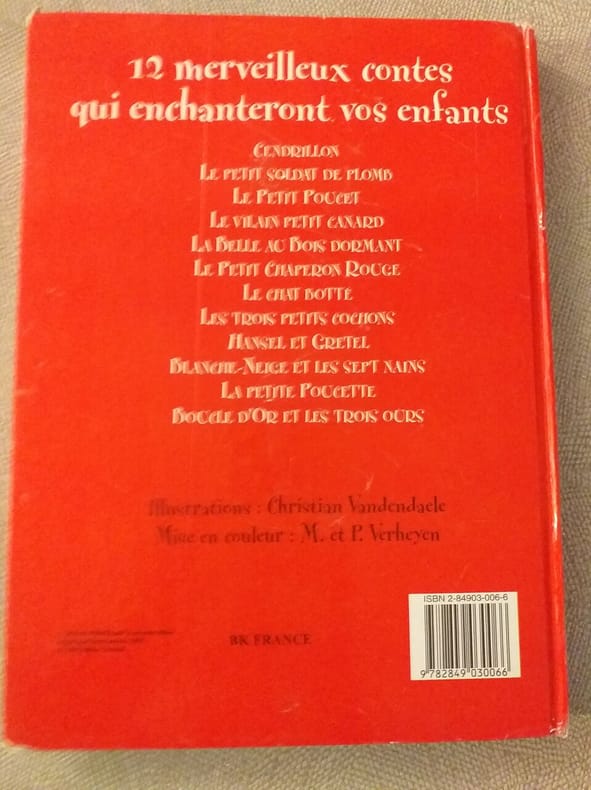 12 merveilleux contes
qui enchanteront vos enfants
Cendrillon
Le petit soldat de plomb
Le Petit Poucet
Le vilain petit canard
La Belle au Bois dormant
Le Petit Chaperon Rouge
Le chat botté
Les trois petits cochons
Hansel et Gretel
Blanche-Neige et les sept nains
La petite Poucette
Boucle d'Or et les trois ours
Illustrations : Christian Vandendaele
Mise en couleur : M. et P. Verheyen
ISBN 2-84903-006-6
BK FRANCE
9 782849 030066